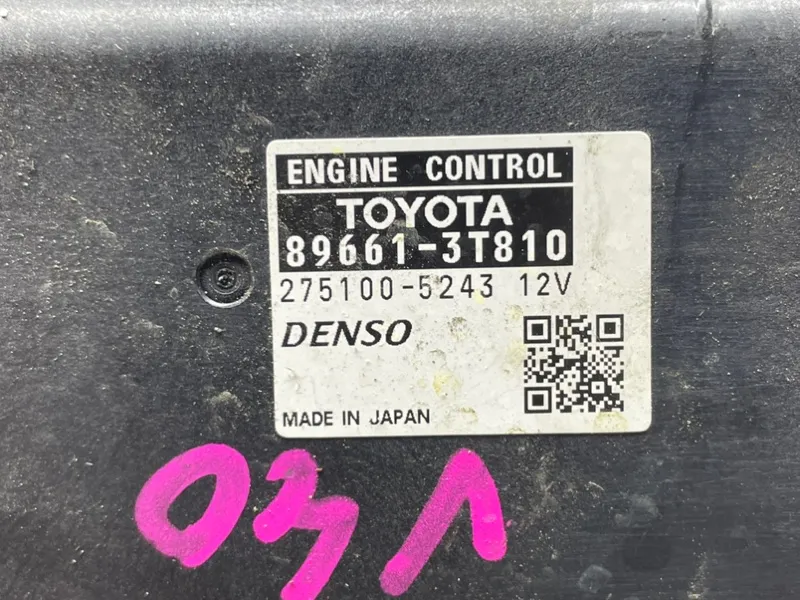 ENGINE CONTROL
TOYOTA
89661-3T810
275100-5243 12V
DENSO
MADE IN JAPAN